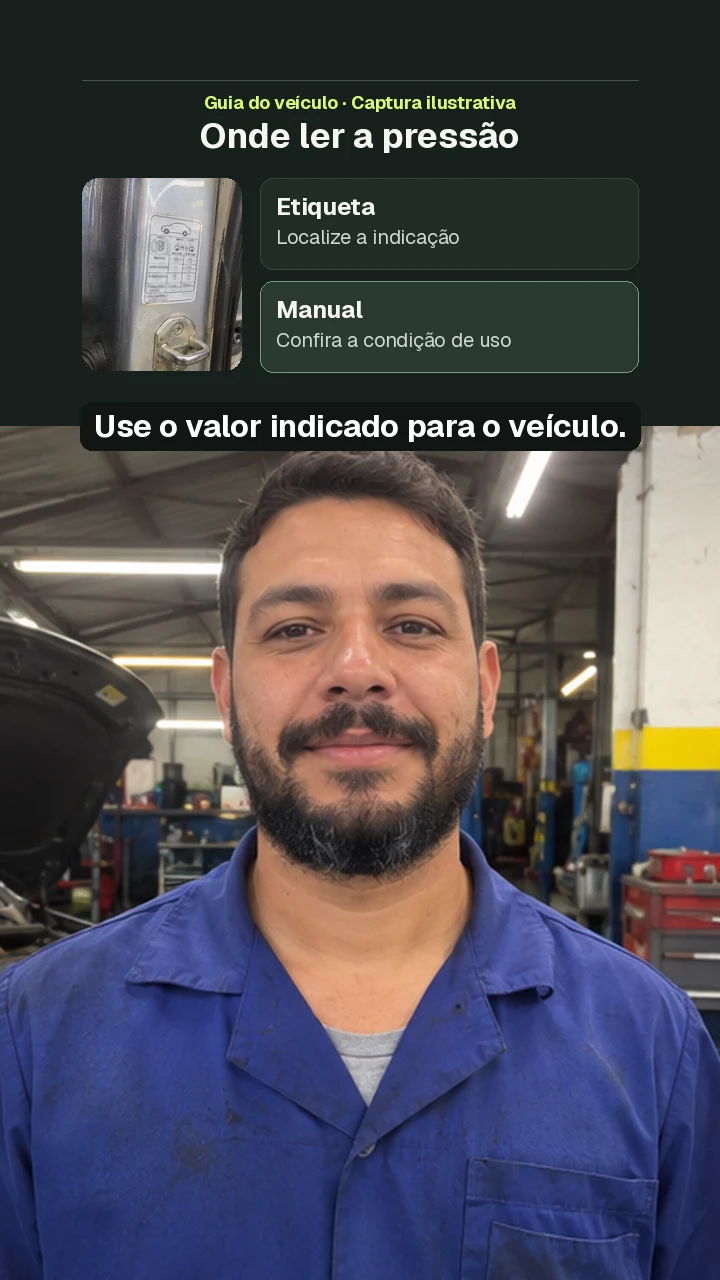 Guia do veículo · Captura ilustrativa
Onde ler a pressão
Etiqueta
Localize a indicação
Manual
Confira a condição de uso
Use o valor indicado para o veículo.